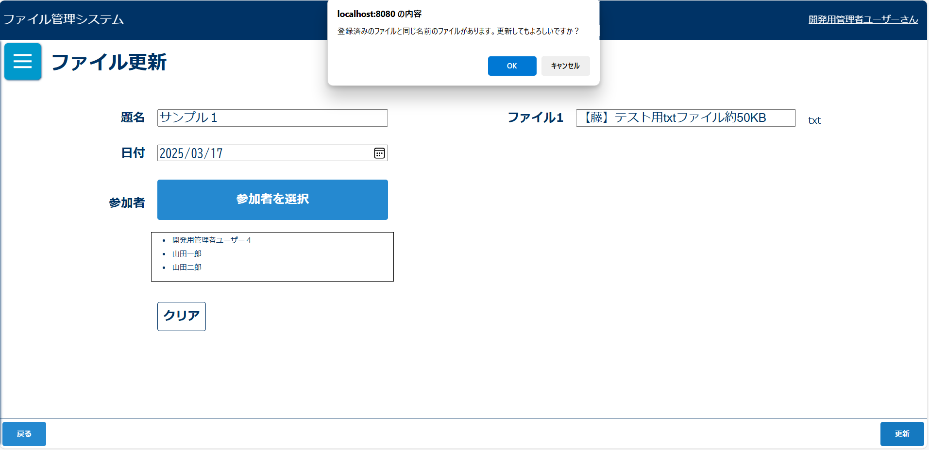 ファイル管理システム
開発用管理者ユーザーさん
localhost:8080 の内容
登録済みのファイルと同じ名前のファイルがあります。更新してもよろしいですか？
OK
キャンセル
ファイル更新
題名
サンプル１
ファイル1
【藤】テスト用txtファイル約50KB
txt
日付
2025/03/17
参加者
参加者を選択
開発用管理者ユーザー４
山田一郎
山田二郎
クリア
戻る
更新